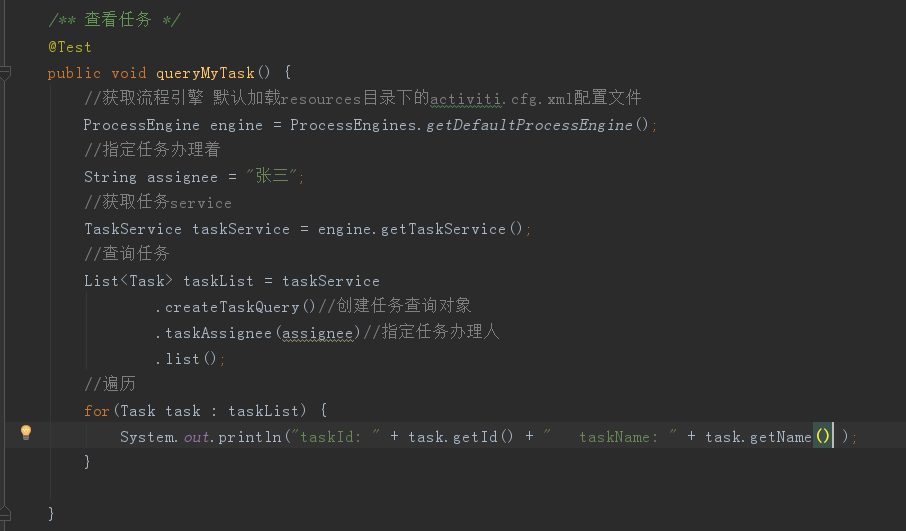 /** 查看任务 */
@Test
public void queryMyTask() {
//获取流程引擎 默认加载resources目录下的activiti.cfg.xml配置文件
ProcessEngine engine = ProcessEngines.getDefaultProcessEngine();
//指定任务办理着
String assignee = "张三";
//获取任务service
TaskService taskService = engine.getTaskService();
//查询任务
List<Task> taskList = taskService
.createTaskQuery()//创建任务查询对象
.taskAssignee(assignee)//指定任务办理人
.list();
//遍历
for(Task task : taskList) {
System.out.println("taskId: " + task.getId() + "   taskName: " + task.getName() );
}
}